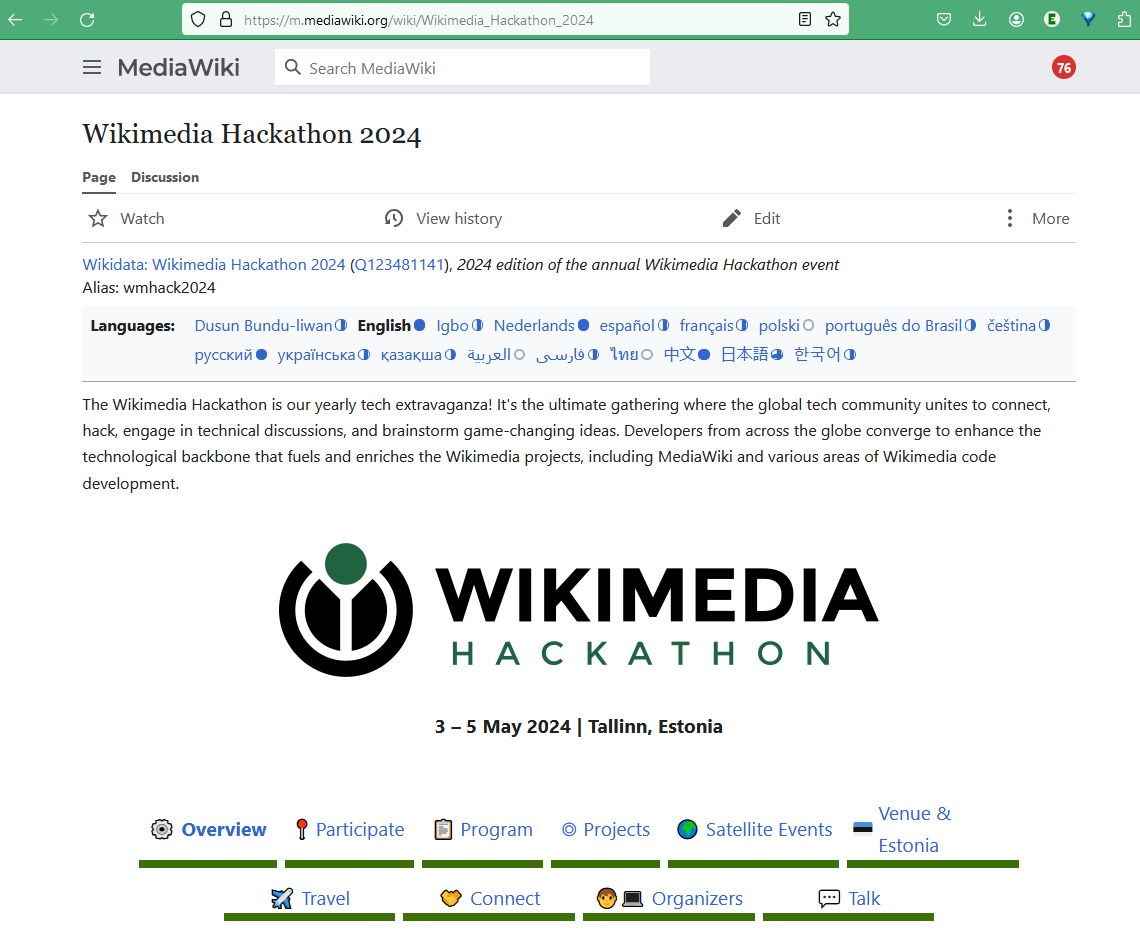 https://m.mediawiki.org/wiki/Wikimedia_Hackathon_2024
E
MediaWiki
Search MediaWiki
76
Wikimedia Hackathon 2024
Page Discussion
Watch View history Edit More
Wikidata: Wikimedia Hackathon 2024 (Q123481141), 2024 edition of the annual Wikimedia Hackathon event
Alias: wmhack2024
Languages: Dusun Bundu-liwan English Igbo Nederlands español français polski português do Brasil čeština
русский українська қазақша العربية فارسی ไทย 中文 日本語 한국어
The Wikimedia Hackathon is our yearly tech extravaganza! It's the ultimate gathering where the global tech community unites to connect,
hack, engage in technical discussions, and brainstorm game-changing ideas. Developers from across the globe converge to enhance the
technological backbone that fuels and enriches the Wikimedia projects, including MediaWiki and various areas of Wikimedia code
development.
WIKIMEDIA
HACKATHON
3 – 5 May 2024 | Tallinn, Estonia
Overview Participate Program Projects Satellite Events Venue &
Estonia
Travel Connect Organizers Talk